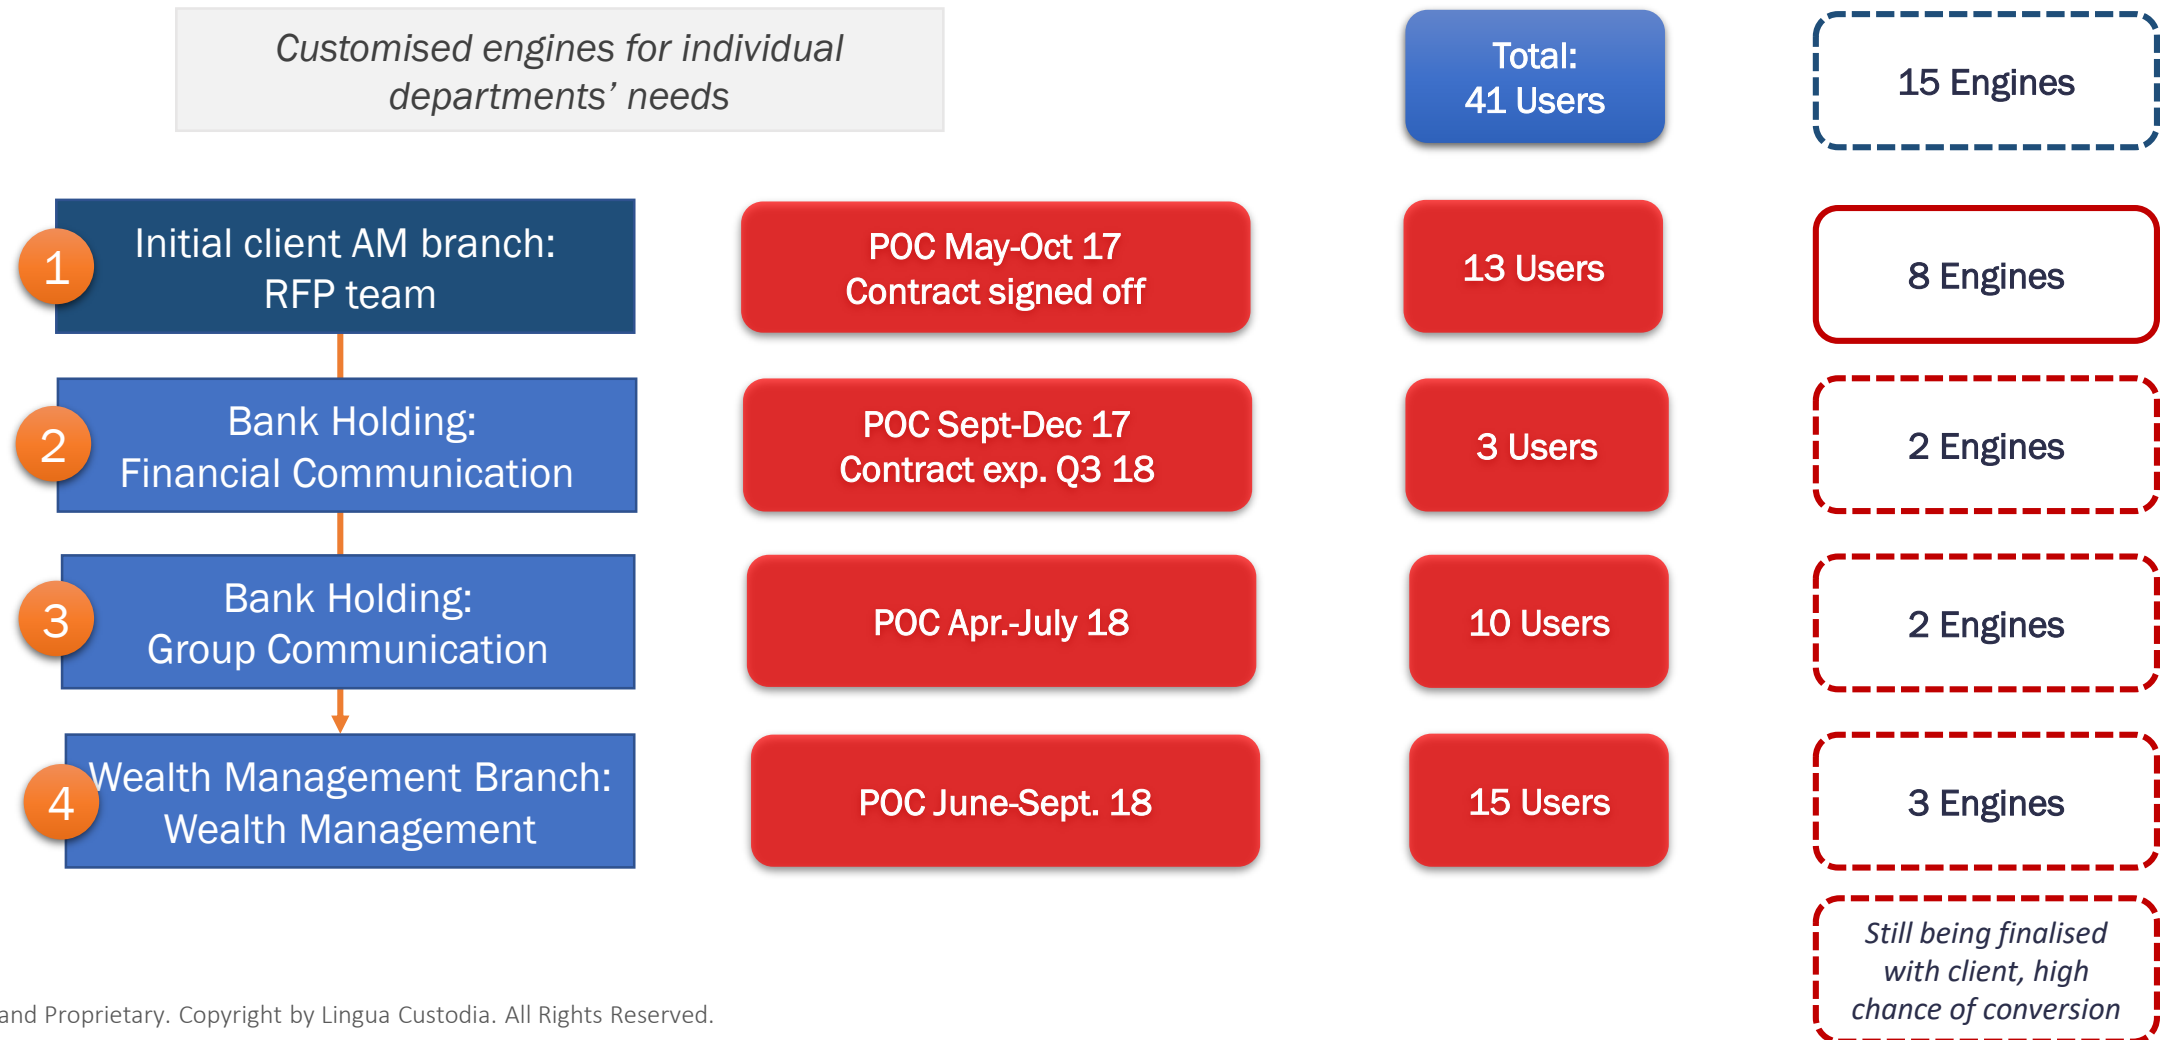 Customised engines for individual
departments’ needs
Total:
41 Users
15 Engines
1
Initial client AM branch:
RFP team
POC May-Oct 17
Contract signed off
13 Users
8 Engines
2
Bank Holding:
Financial Communication
POC Sept-Dec 17
Contract exp. Q3 18
3 Users
2 Engines
3
Bank Holding:
Group Communication
POC Apr.-July 18
10 Users
2 Engines
4
Wealth Management Branch:
Wealth Management
POC June-Sept. 18
15 Users
3 Engines
Still being finalised
with client, high
chance of conversion
and Proprietary. Copyright by Lingua Custodia. All Rights Reserved.